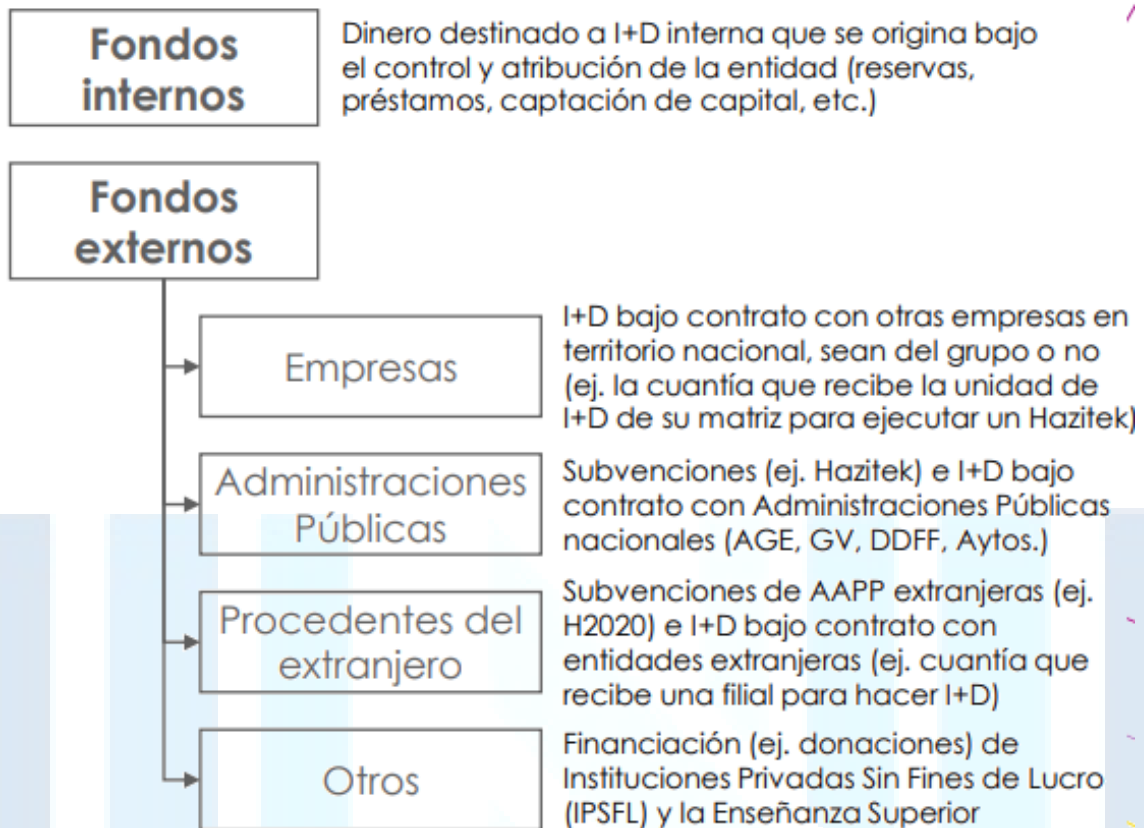 Fondos
internos
Dinero destinado a I+D interna que se origina bajo
el control y atribución de la entidad (reservas,
préstamos, captación de capital, etc.)
Fondos
externos
Empresas
I+D bajo contrato con otras empresas en
territorio nacional, sean del grupo o no
(ej. la cuantía que recibe la unidad de
I+D de su matriz para ejecutar un Hazitek)
Administraciones
Públicas
Subvenciones (ej. Hazitek) e I+D bajo
contrato con Administraciones Públicas
nacionales (AGE, GV, DDFF, Aytos.)
Procedentes del
extranjero
Subvenciones de AAPP extranjeras (ej.
H2020) e I+D bajo contrato con
entidades extranjeras (ej. cuantía que
recibe una filial para hacer I+D)
Otros
Financiación (ej. donaciones) de
Instituciones Privadas Sin Fines de Lucro
(IPSFL) y la Enseñanza Superior